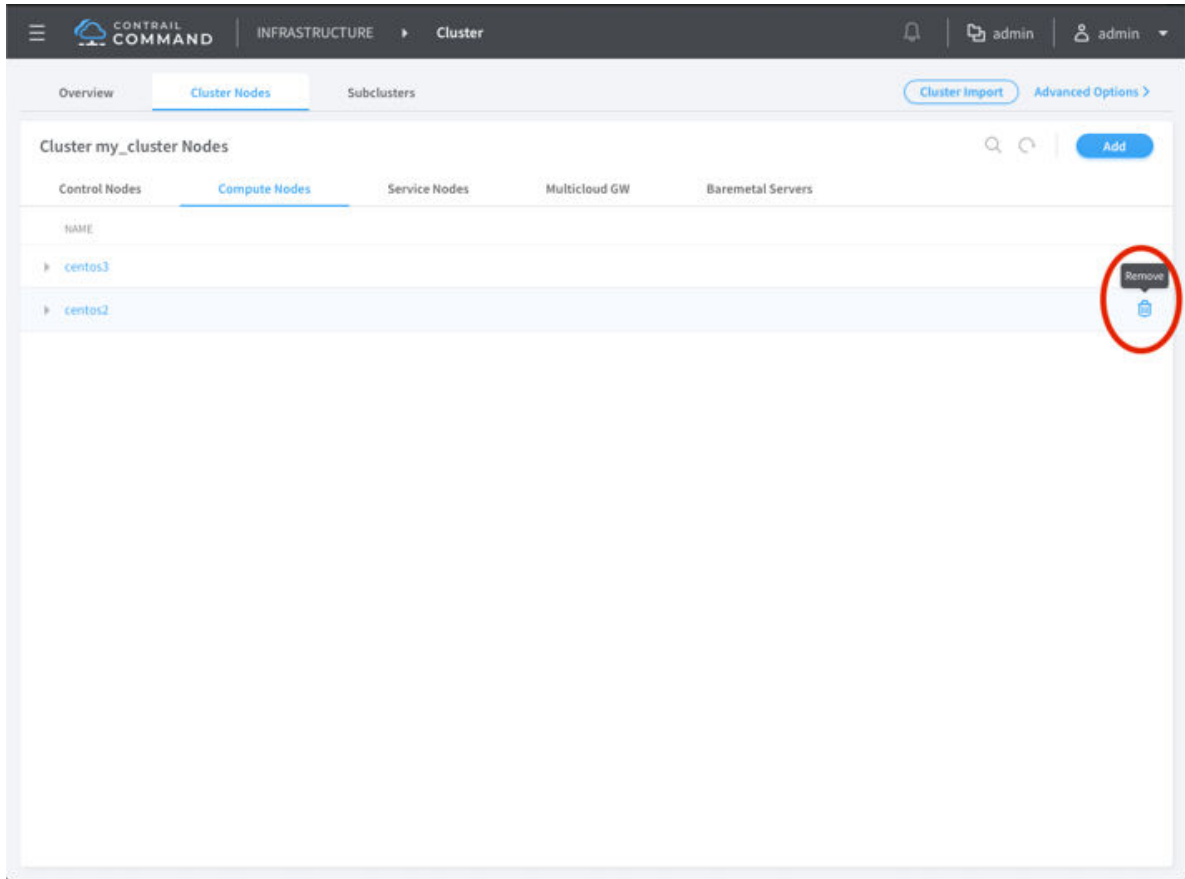 CONTRAIL
COMMAND
INFRASTRUCTURE Cluster admin admin
Overview Cluster Nodes Subclusters Cluster Import Advanced Options
Cluster my_cluster Nodes Add
Control Nodes Compute Nodes Service Nodes Multicloud GW Baremetal Servers
NAME
centos3
Remove
centos2